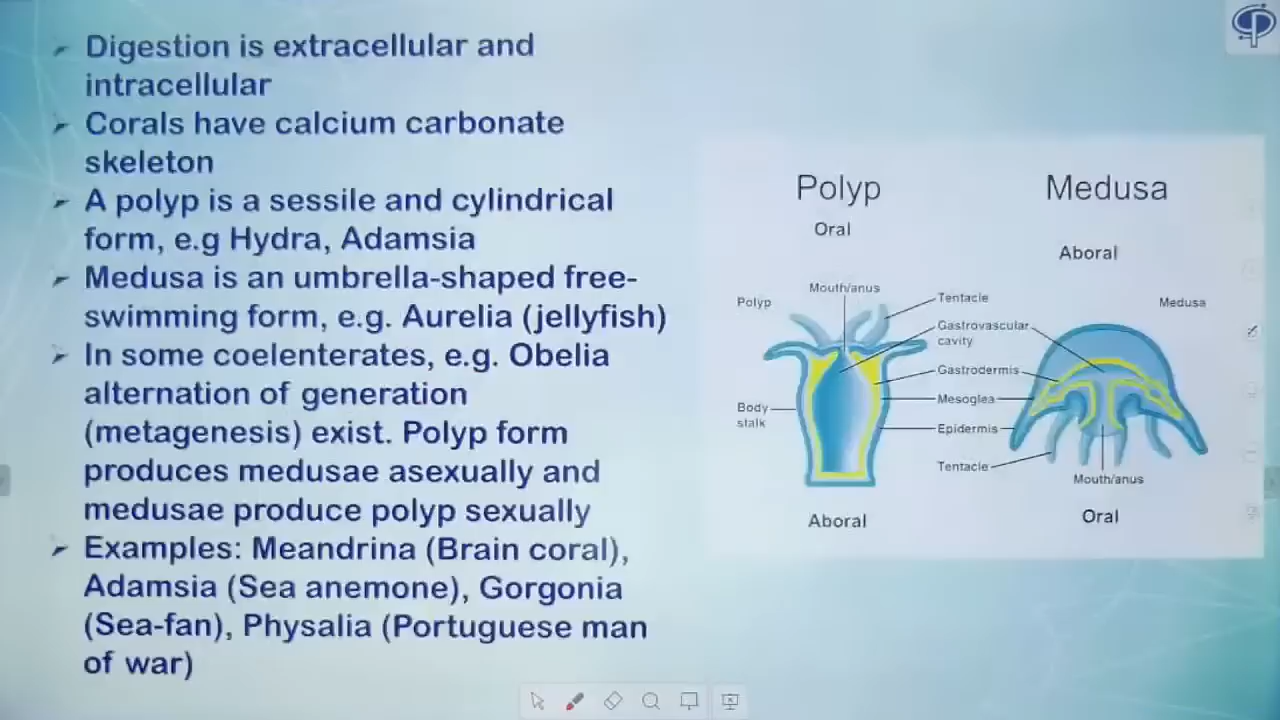 Digestion is extracellular and
intracellular
Corals have calcium carbonate
skeleton
A polyp is a sessile and cylindrical
form, e.g Hydra, Adamsia
Medusa is an umbrella-shaped free-
swimming form, e.g. Aurelia (jellyfish)
In some coelenterates, e.g. Obelia
alternation of generation
(metagenesis) exist. Polyp form
produces medusae asexually and
medusae produce polyp sexually
Examples: Meandrina (Brain coral),
Adamsia (Sea anemone), Gorgonia
(Sea-fan), Physalia (Portuguese man
of war)
Polyp
Oral
Polyp
Mouth/anus
Tentacle
Gastrovascular
cavity
Gastrodermis
Mesoglea
Epidermis
Tentacle
Body
stalk
Aboral
Medusa
Aboral
Medusa
Mouth/anus
Oral